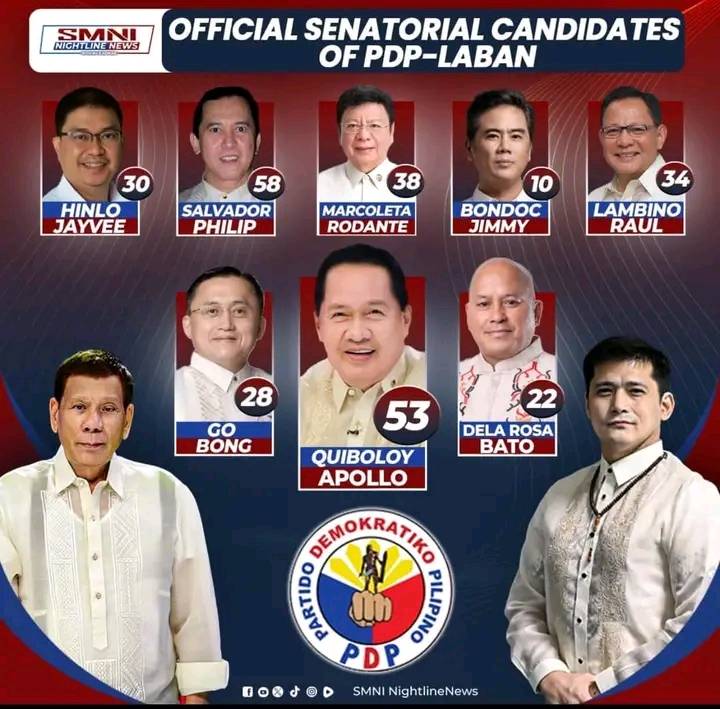 SMNI
NIGHTLINE NEWS
OFFICIAL SENATORIAL CANDIDATES
OF PDP-LABAN
30
HINLO
JAYVEE
58
SALVADOR
PHILIP
38
MARCOLETA
RODANTE
10
BONDOC
JIMMY
34
LAMBINO
RAUL
28
GO
BONG
53
QUIBOLOY
APOLLO
22
DELA ROSA
BATO
PARTIDO DEMOKRATIKO PILIPINO
PDP
SMNI NightlineNews